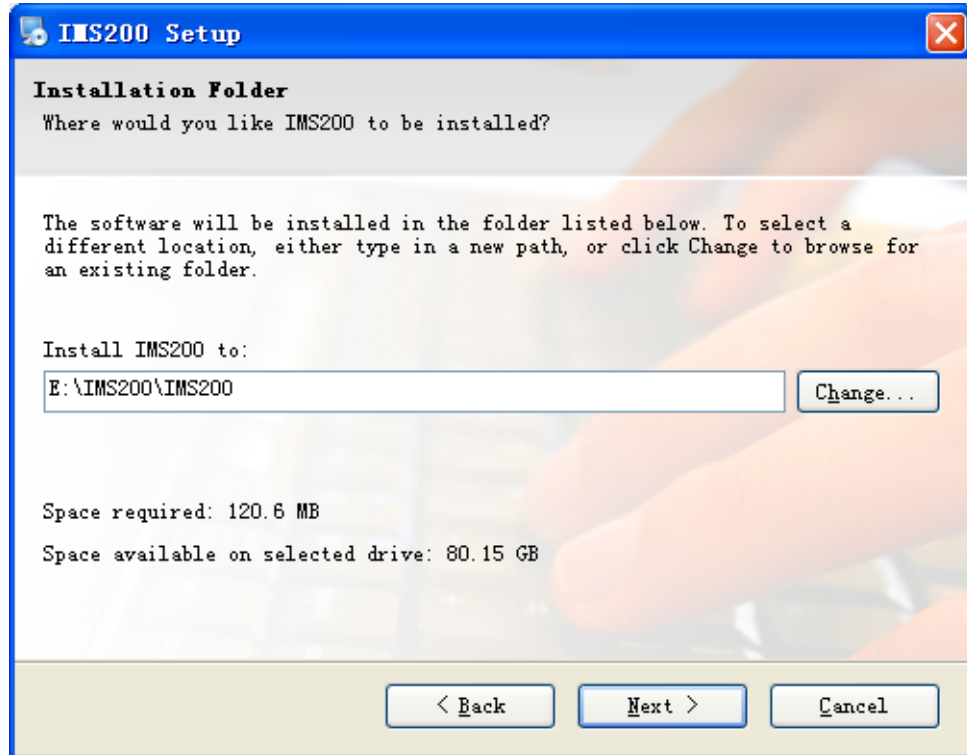 IMS200 Setup
Installation Folder
Where would you like IMS200 to be installed?
The software will be installed in the folder listed below. To select a
different location, either type in a new path, or click Change to browse for
an existing folder.
Install IMS200 to:
E:\IMS200\IMS200
Change...
Space required: 120.6 MB
Space available on selected drive: 80.15 GB
< Back
Next >
Cancel